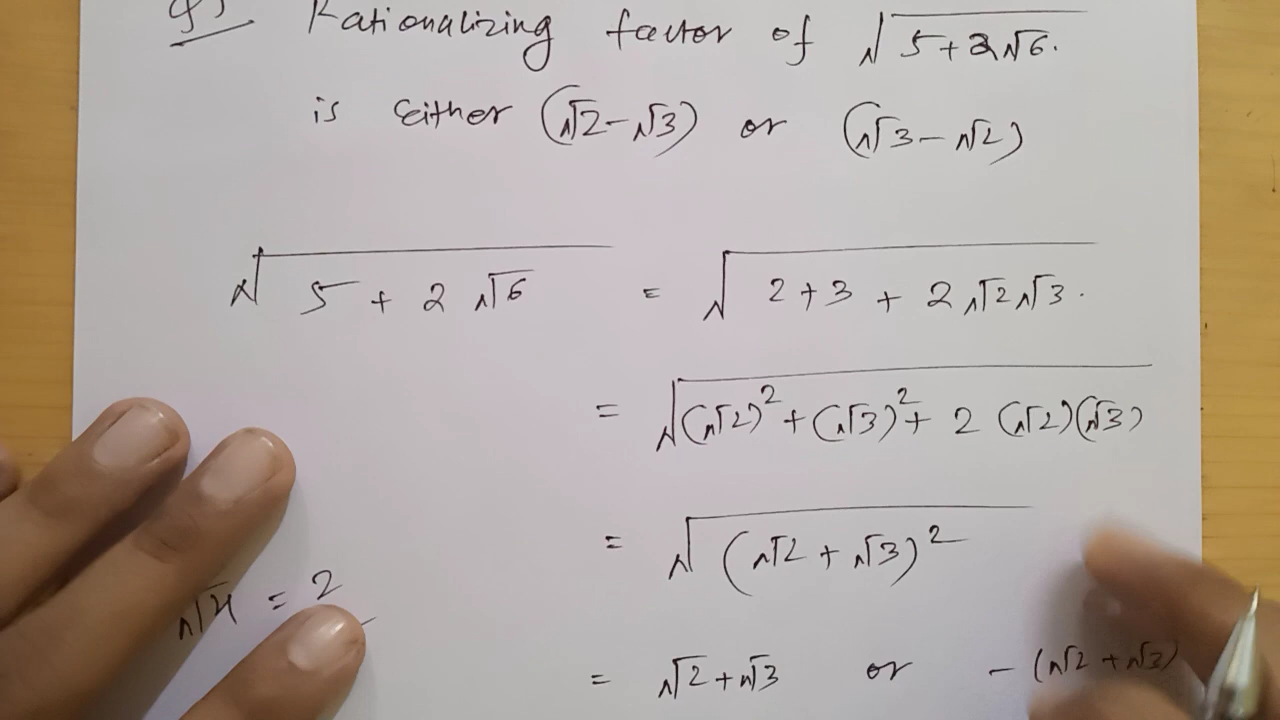 Rationalizing factor of √(5+2√6).
is either (√2-√3) or (√3-√2)
√(5 + 2√6) = √(2+3 + 2√2√3).
= √((√2)² + (√3)² + 2 (√2)(√3))
= √((√2 + √3)²)
√4 = 2
= √2+√3 or - (√2 + √3)